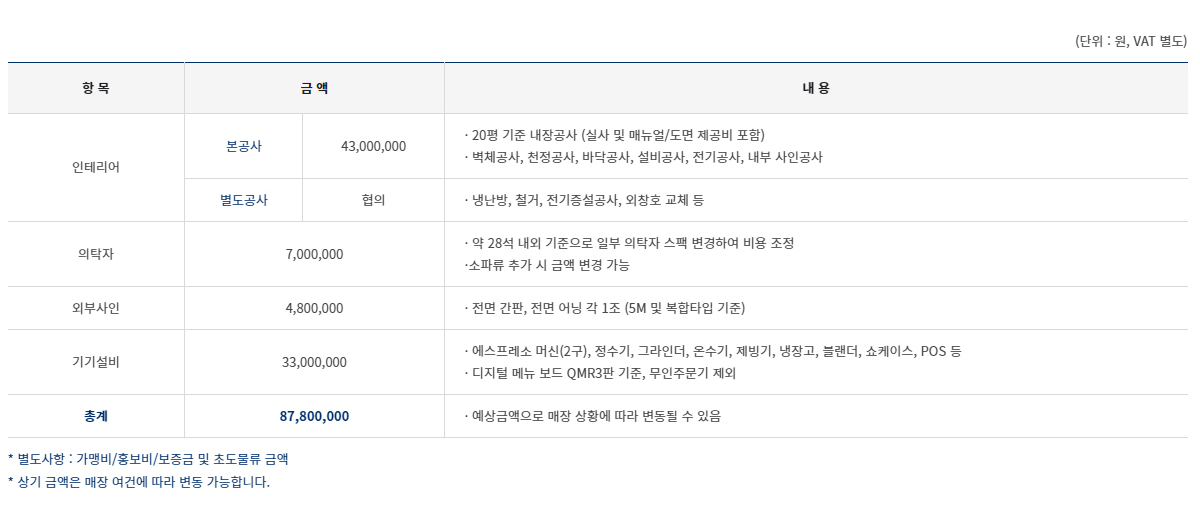 (단위 : 원, VAT 별도)
항 목 금 액 내 용
인테리어
본공사 43,000,000
· 20평 기준 내장공사 (실사 및 매뉴얼/도면 제공비 포함)
· 벽체공사, 천정공사, 바닥공사, 설비공사, 전기공사, 내부 사인공사
별도공사 협의 · 냉난방, 철거, 전기증설공사, 외창호 교체 등
의탁자 7,000,000
· 약 28석 내외 기준으로 일부 의탁자 스팩 변경하여 비용 조정
·소파류 추가 시 금액 변경 가능
외부사인 4,800,000 · 전면 간판, 전면 어닝 각 1조 (5M 및 복합타입 기준)
기기설비 33,000,000
· 에스프레소 머신(2구), 정수기, 그라인더, 온수기, 제빙기, 냉장고, 블랜더, 쇼케이스, POS 등
· 디지털 메뉴 보드 QMR3판 기준, 무인주문기 제외
총계 87,800,000 · 예상금액으로 매장 상황에 따라 변동될 수 있음
* 별도사항 : 가맹비/홍보비/보증금 및 초도물류 금액
* 상기 금액은 매장 여건에 따라 변동 가능합니다.